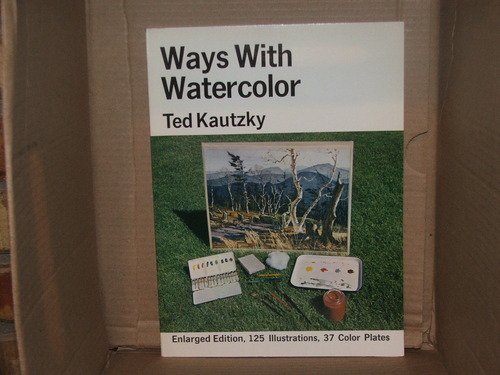 Ways With
Watercolor
Ted Kautzky
Enlarged Edition, 125 Illustrations, 37 Color Plates